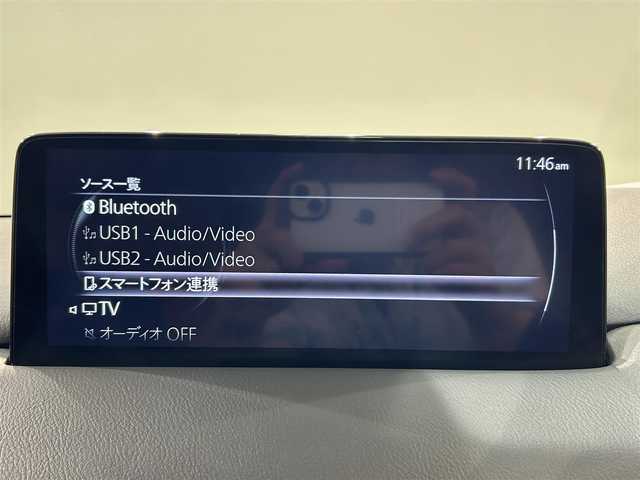 11:46am
ソース一覧
Bluetooth
USB1 - Audio/Video
USB2 - Audio/Video
スマートフォン連携
TV
オーディオ OFF